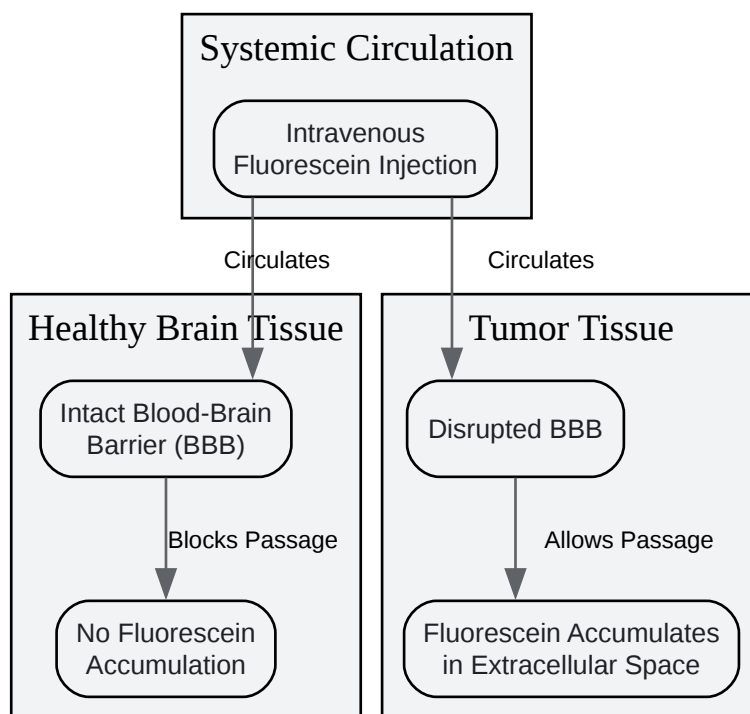 Systemic Circulation
Intravenous
Fluorescein Injection
Circulates
Circulates
Healthy Brain Tissue
Intact Blood-Brain
Barrier (BBB)
Blocks Passage
No Fluorescein
Accumulation
Tumor Tissue
Disrupted BBB
Allows Passage
Fluorescein Accumulates
in Extracellular Space